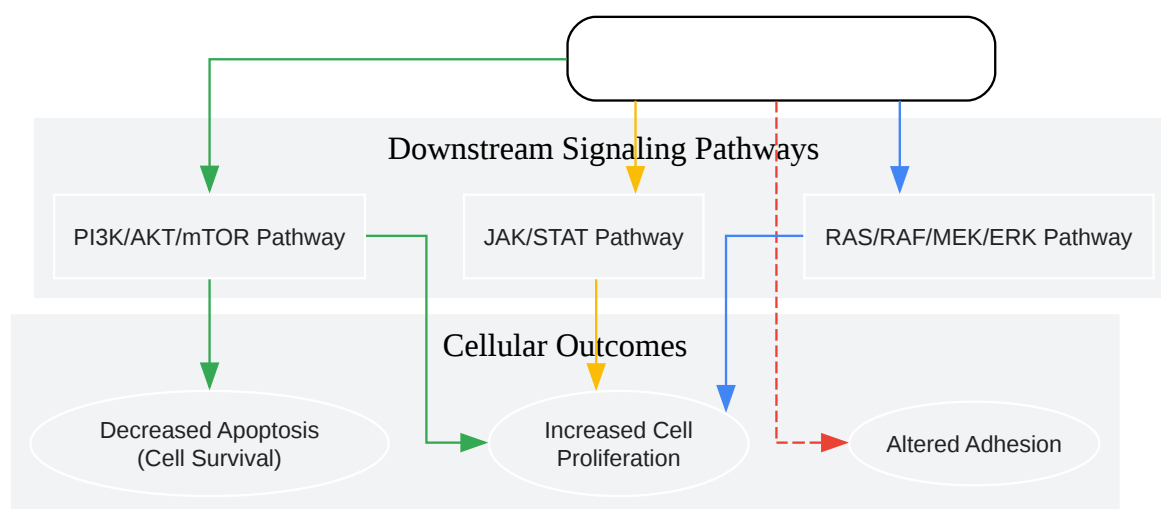 Downstream Signaling Pathways
PI3K/AKT/mTOR Pathway
JAK/STAT Pathway
RAS/RAF/MEK/ERK Pathway
Cellular Outcomes
Decreased Apoptosis
(Cell Survival)
Increased Cell
Proliferation
Altered Adhesion